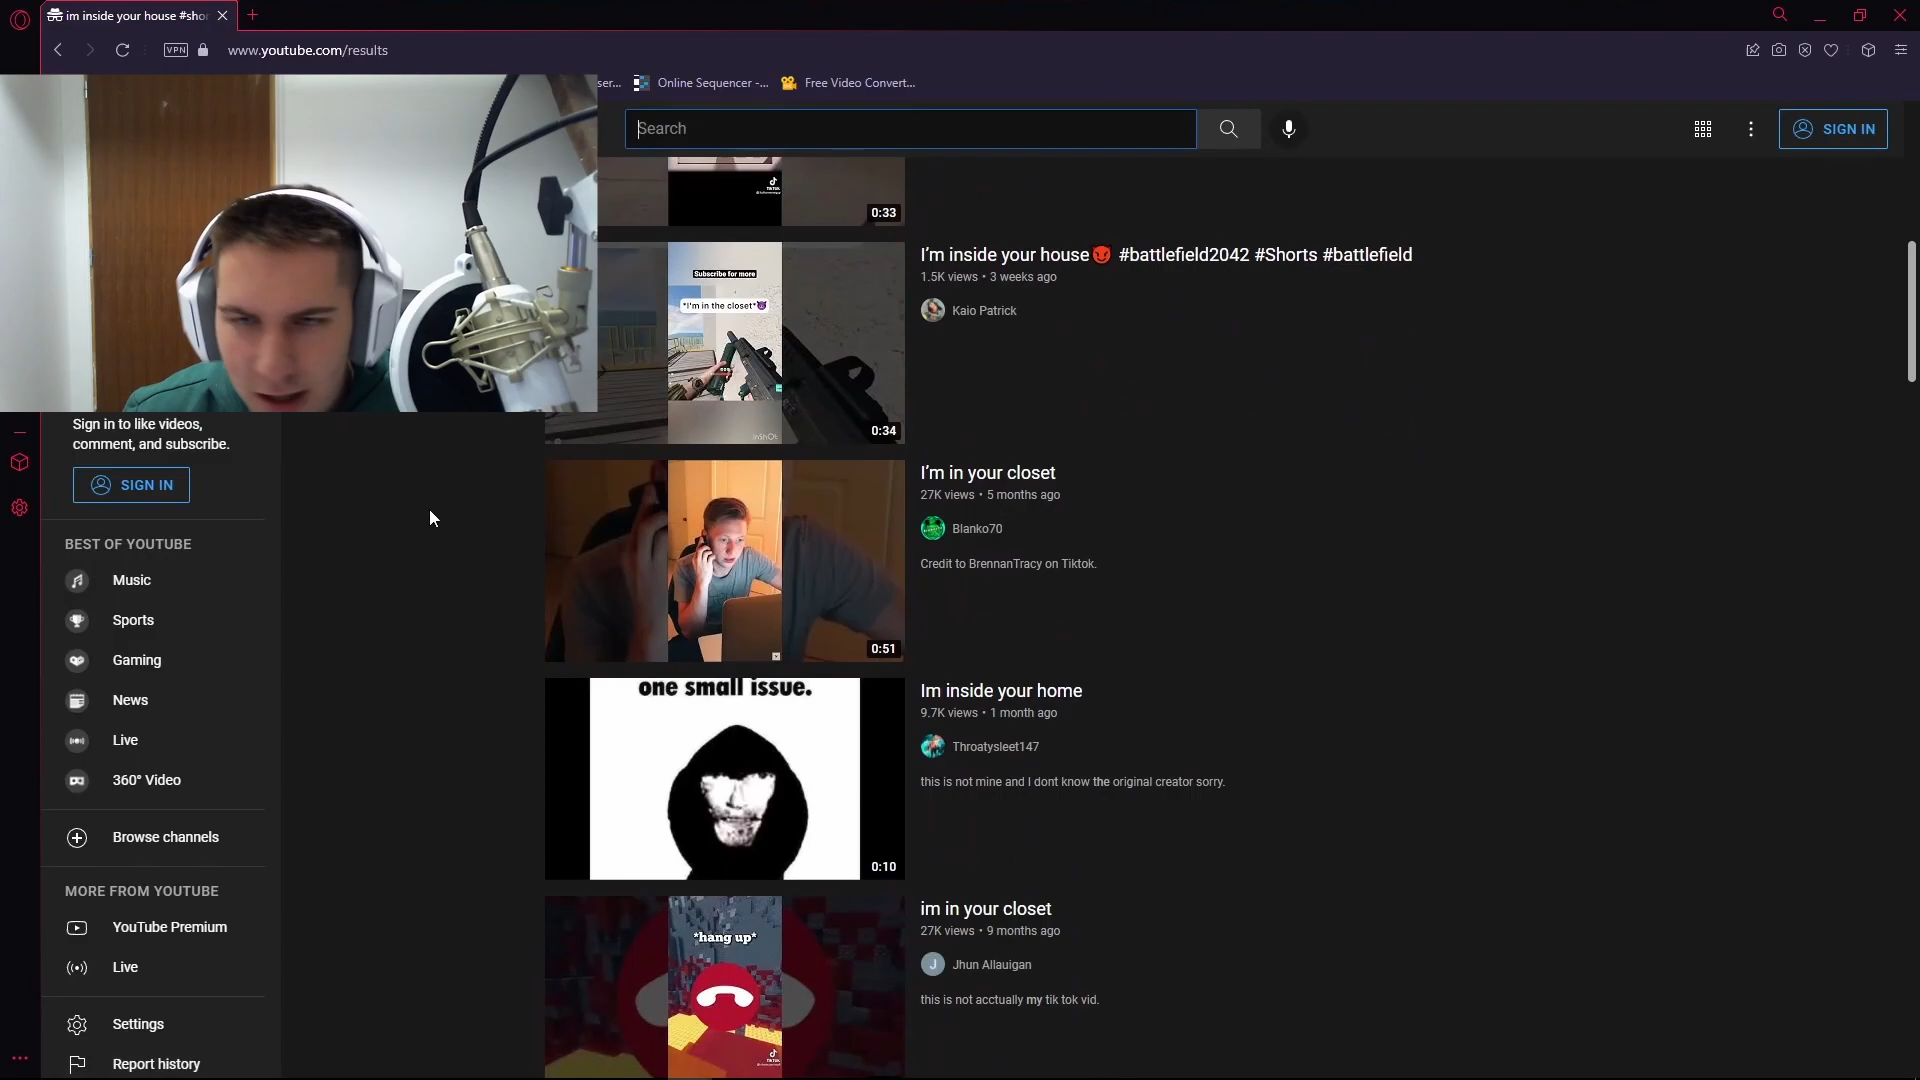 im inside your house #sho
VPN
www.youtube.com/results
ser...
Online Sequencer -...
Free Video Convert...
Search
SIGN IN
TikTok
0:33
Subscribe for more
*I'm in the closet*😈
InShOt
0:34
I'm inside your house😈 #battlefield2042 #Shorts #battlefield
1.5K views • 3 weeks ago
Kaio Patrick
Sign in to like videos,
comment, and subscribe.
SIGN IN
BEST OF YOUTUBE
Music
Sports
Gaming
News
Live
360° Video
Browse channels
MORE FROM YOUTUBE
YouTube Premium
Live
Settings
Report history
0:51
I'm in your closet
27K views • 5 months ago
Blanko70
Credit to BrennanTracy on Tiktok.
one small issue.
0:10
Im inside your home
9.7K views • 1 month ago
Throatysleet147
this is not mine and I dont know the original creator sorry.
*hang up*
TikTok
im in your closet
27K views • 9 months ago
J
Jhun Allauigan
this is not acctually my tik tok vid.